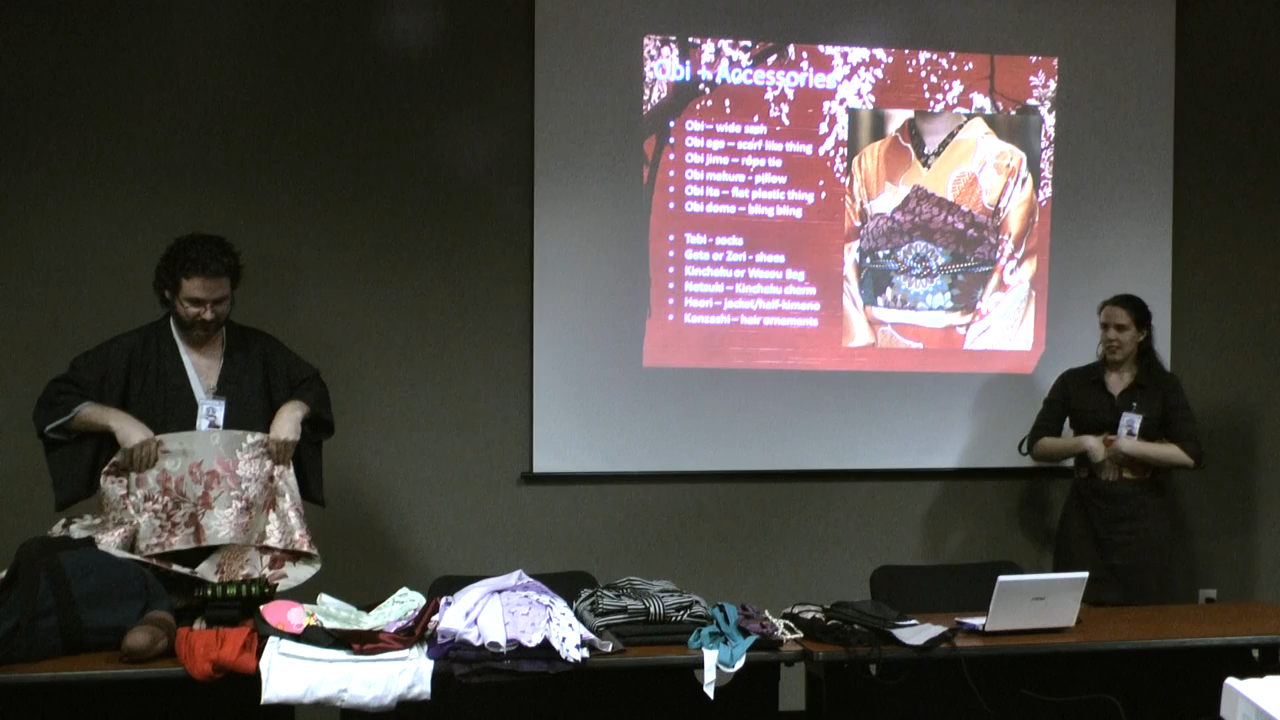 Obi + Accessories
• Obi – wide sash
• Obi age – scarf like thing
• Obi jime – rope tie
• Obi makura - pillow
• Obi ita – flat plastic thing
• Obi dome – bling bling
• Tabi - socks
• Geta or Zori - shoes
• Kinchaku or Wasou Bag
• Netsuki – Kinchaku charm
• Haori – jacket/half-kimono
• Kanzashi – hair ornaments